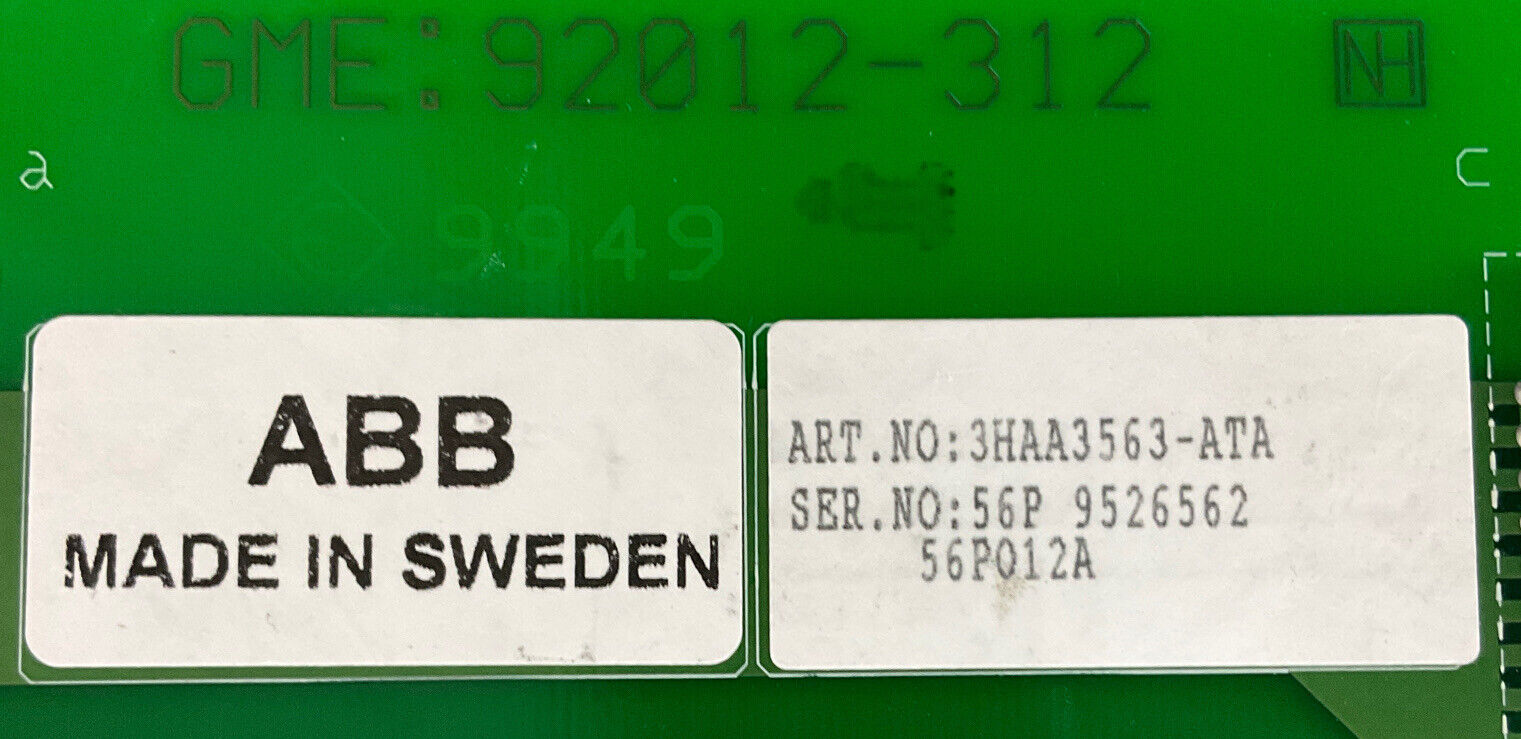 GME: 92012-312 NH
a
c
9949
ABB
MADE IN SWEDEN
ART.NO:3HAA3563-ATA
SER.NO:56P 9526562
56P012A